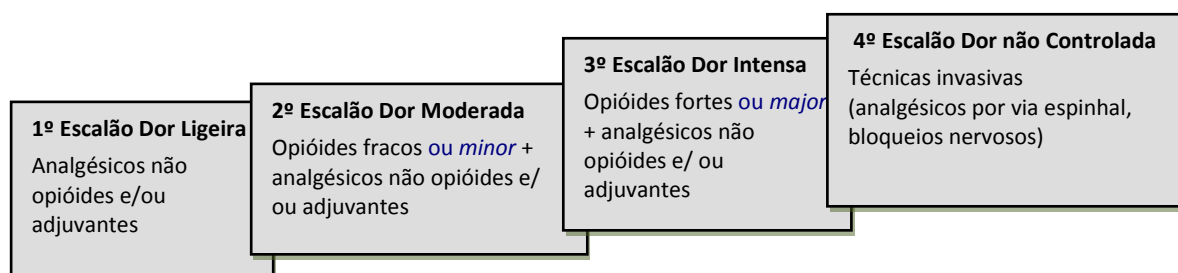 1º Escalão Dor Ligeira
Analgésicos não
opióides e/ou
adjuvantes
2º Escalão Dor Moderada
Opióides fracos ou minor +
analgésicos não opióides e/
ou adjuvantes
3º Escalão Dor Intensa
Opióides fortes ou major
+ analgésicos não
opióides e/ ou
adjuvantes
4º Escalão Dor não Controlada
Técnicas invasivas
(analgésicos por via espinhal,
bloqueios nervosos)